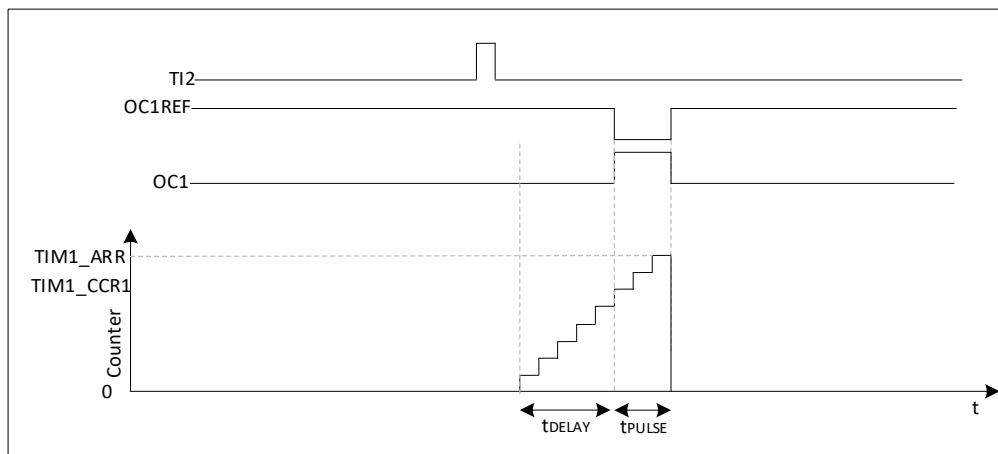 TI2
OC1REF
OC1
TIM1_ARR
TIM1_CCR1
Counter
0
t
tDELAY
tPULSE